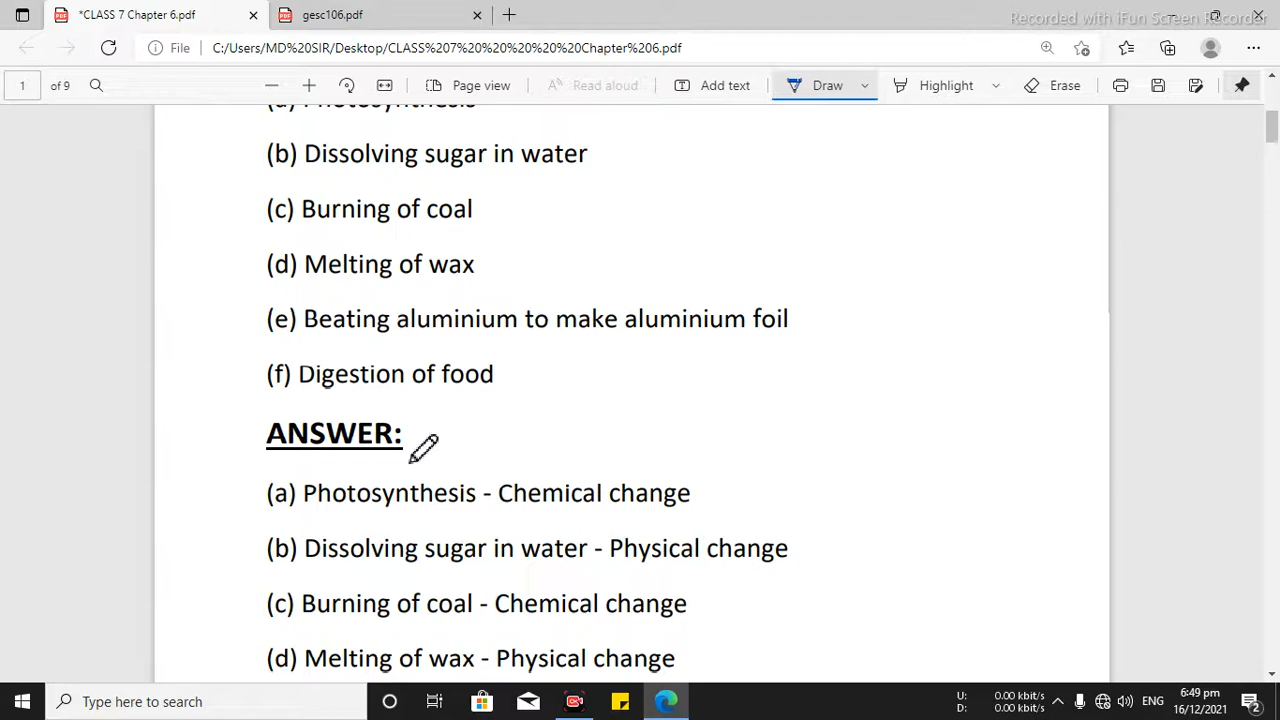 *CLASS 7 Chapter 6.pdf
gesc106.pdf
Recorded with iFun Screen Recorder
File
C:/Users/MD%20SIR/Desktop/CLASS%207%20%20%20%20%20Chapter%206.pdf
1 of 9
Page view
Read aloud
Add text
Draw
Highlight
Erase
(a) Photosynthesis
(b) Dissolving sugar in water
(c) Burning of coal
(d) Melting of wax
(e) Beating aluminium to make aluminium foil
(f) Digestion of food
ANSWER:
(a) Photosynthesis - Chemical change
(b) Dissolving sugar in water - Physical change
(c) Burning of coal - Chemical change
(d) Melting of wax - Physical change
Type here to search
U: 0.00 kbit/s
D: 0.00 kbit/s
ENG
6:49 pm
16/12/2021
2